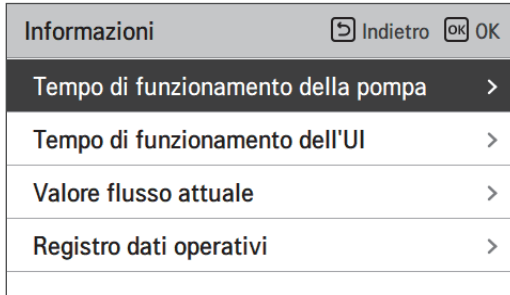 Informazioni Indietro OK OK
Tempo di funzionamento della pompa
Tempo di funzionamento dell'UI
Valore flusso attuale
Registro dati operativi